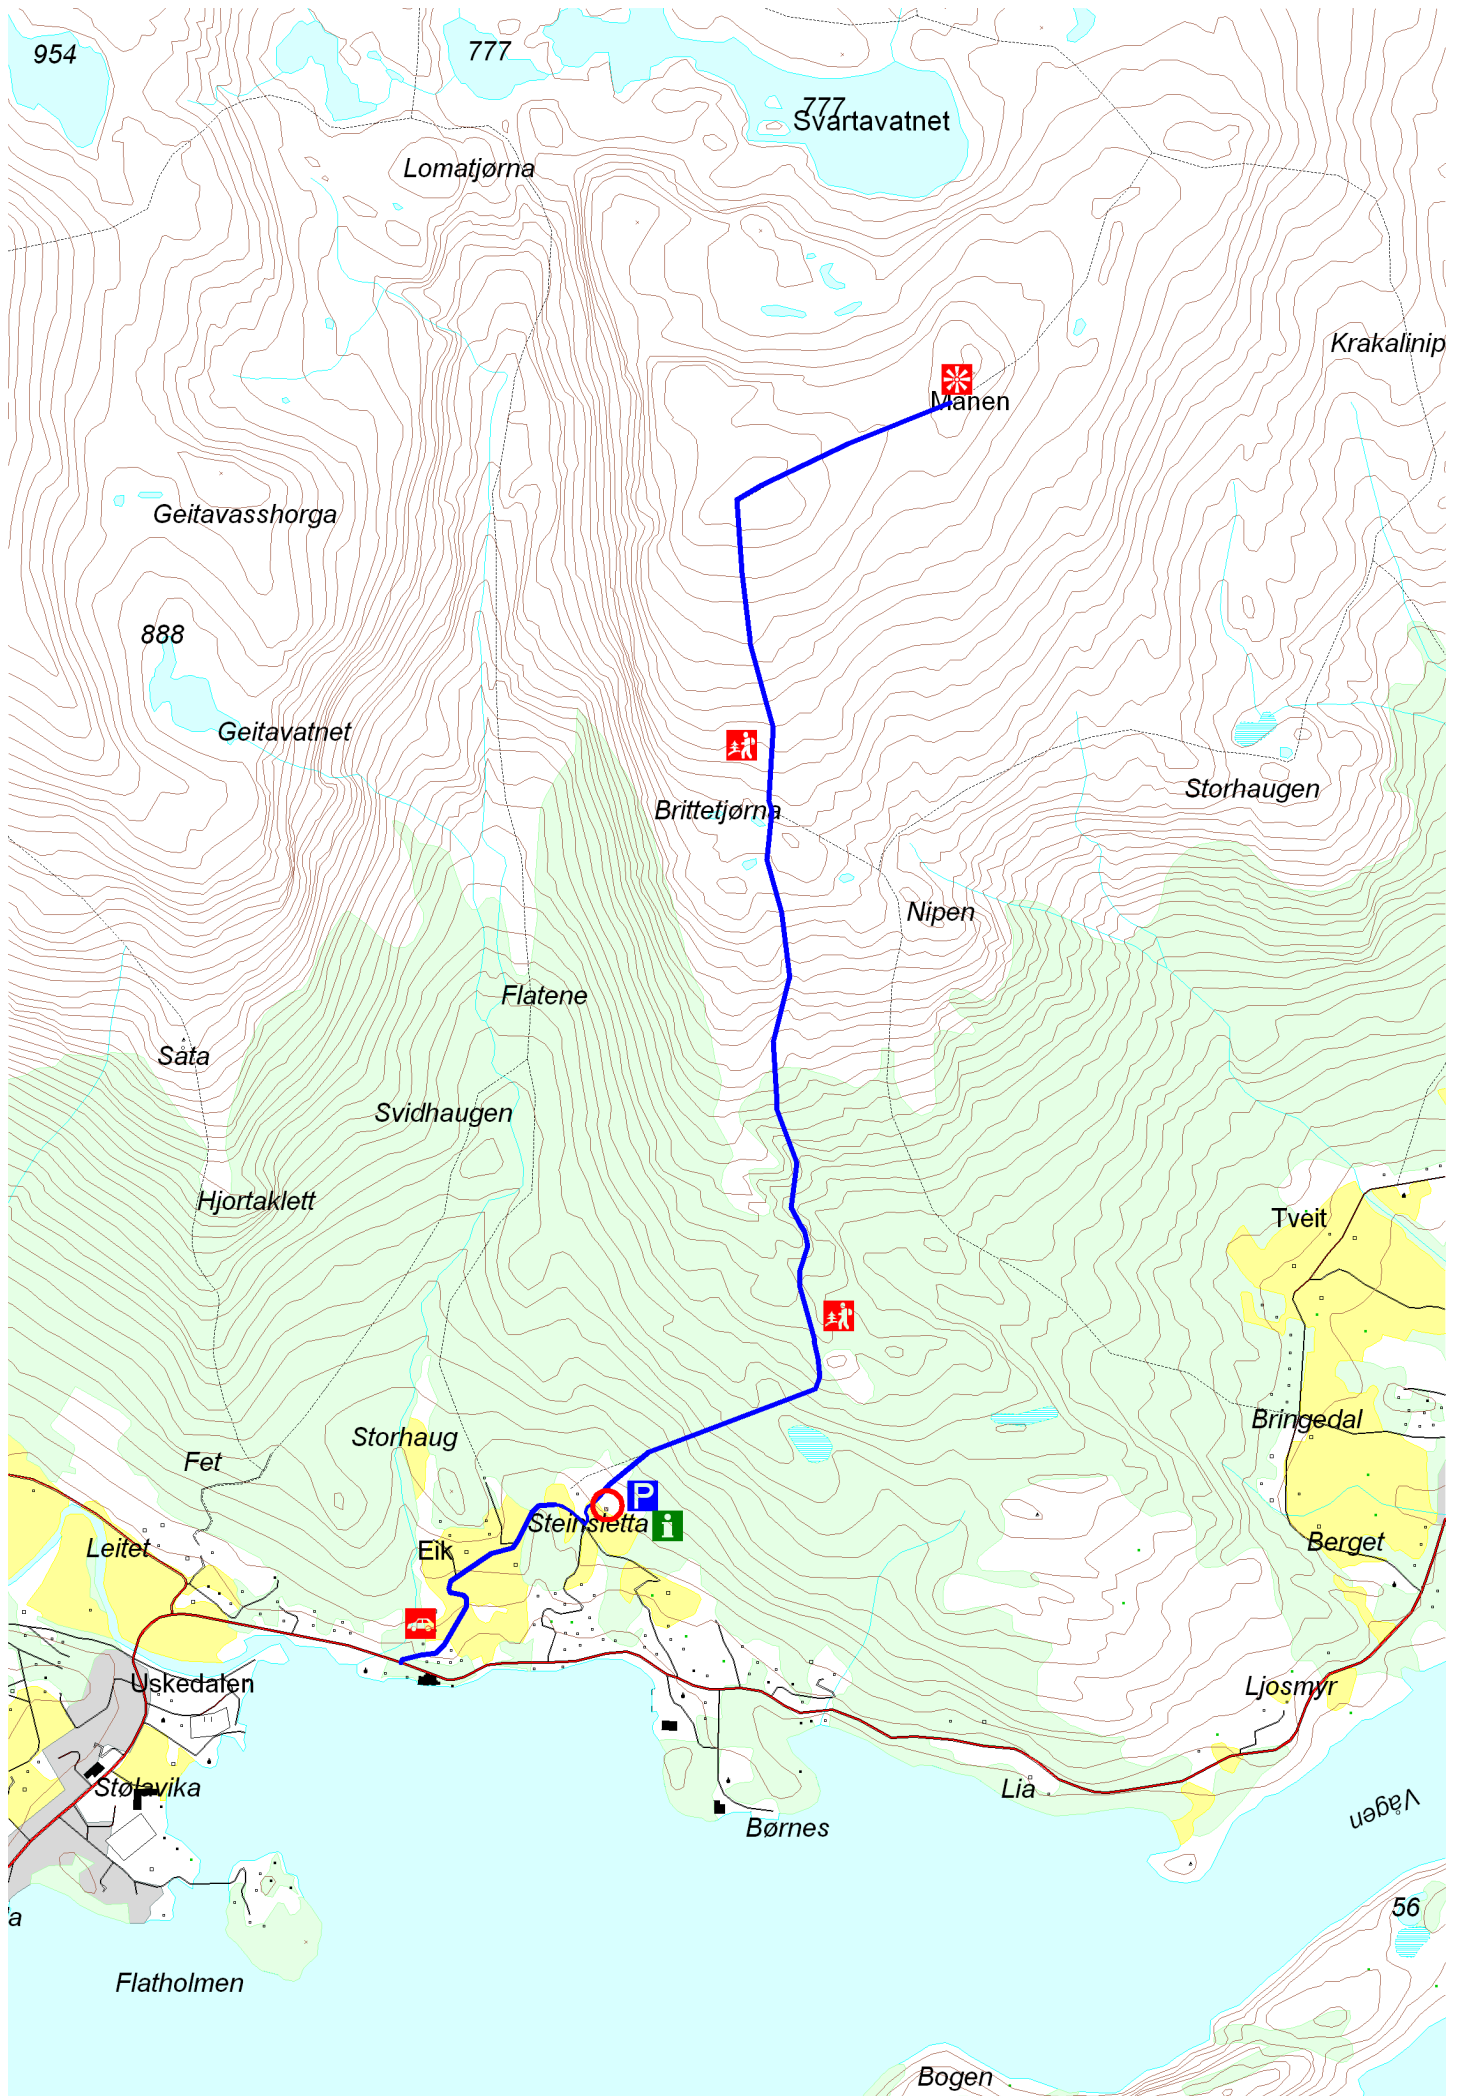 954
777
777
Svartavatnet
Lomatjørna
Krakalinip
Manen
Geitavasshorga
888
Geitavatnet
Storhaugen
Brittetjørna
Nipen
Flatene
Sata
Svidhaugen
Hjortaklett
Tveit
Bringedal
Storhaug
Fet
P
Steinsletta
i
Leitet
Eik
Berget
Uskedalen
Ljosmyr
Stølavika
Lia
Vågen
Børnes
56
la
Flatholmen
Bogen